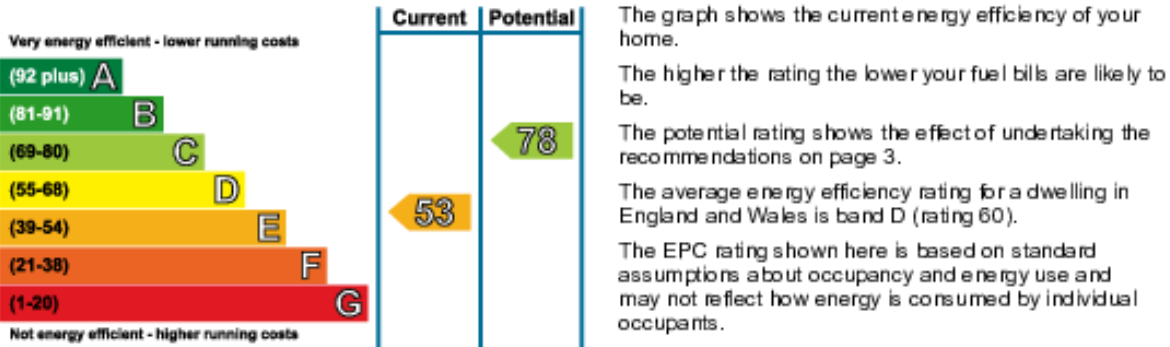 Current Potential
Very energy efficient - lower running costs
(92 plus) A
(81-91) B
(69-80) C
78
(55-68) D
(39-54) E
53
(21-38) F
(1-20) G
Not energy efficient - higher running costs
The graph shows the current energy efficiency of your
home.
The higher the rating the lower your fuel bills are likely to
be.
The potential rating shows the effect of undertaking the
recommendations on page 3.
The average energy efficiency rating for a dwelling in
England and Wales is band D (rating 60).
The EPC rating shown here is based on standard
assumptions about occupancy and energy use and
may not reflect how energy is consumed by individual
occupants.